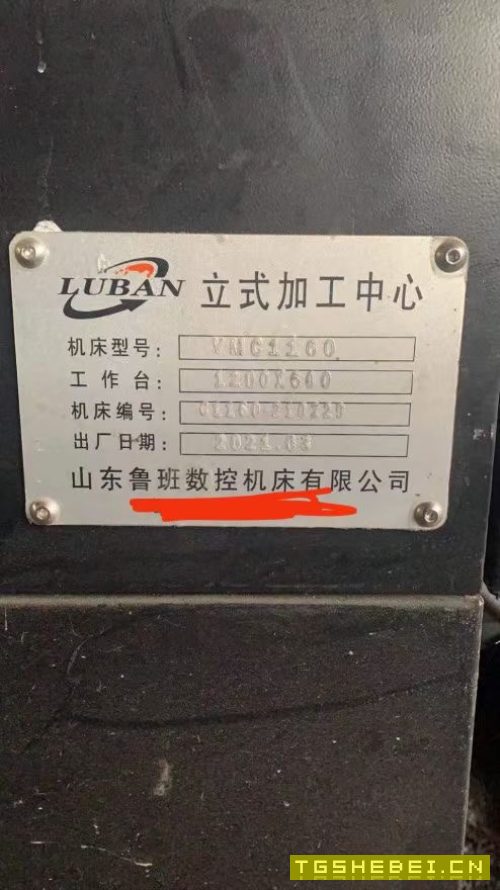 LUBAN 立式加工中心
机床型号: VMC1160
工作台: 1200X600
机床编号:
出厂日期:
山东鲁班数控机床有限公司
TGSHEBEI.CN